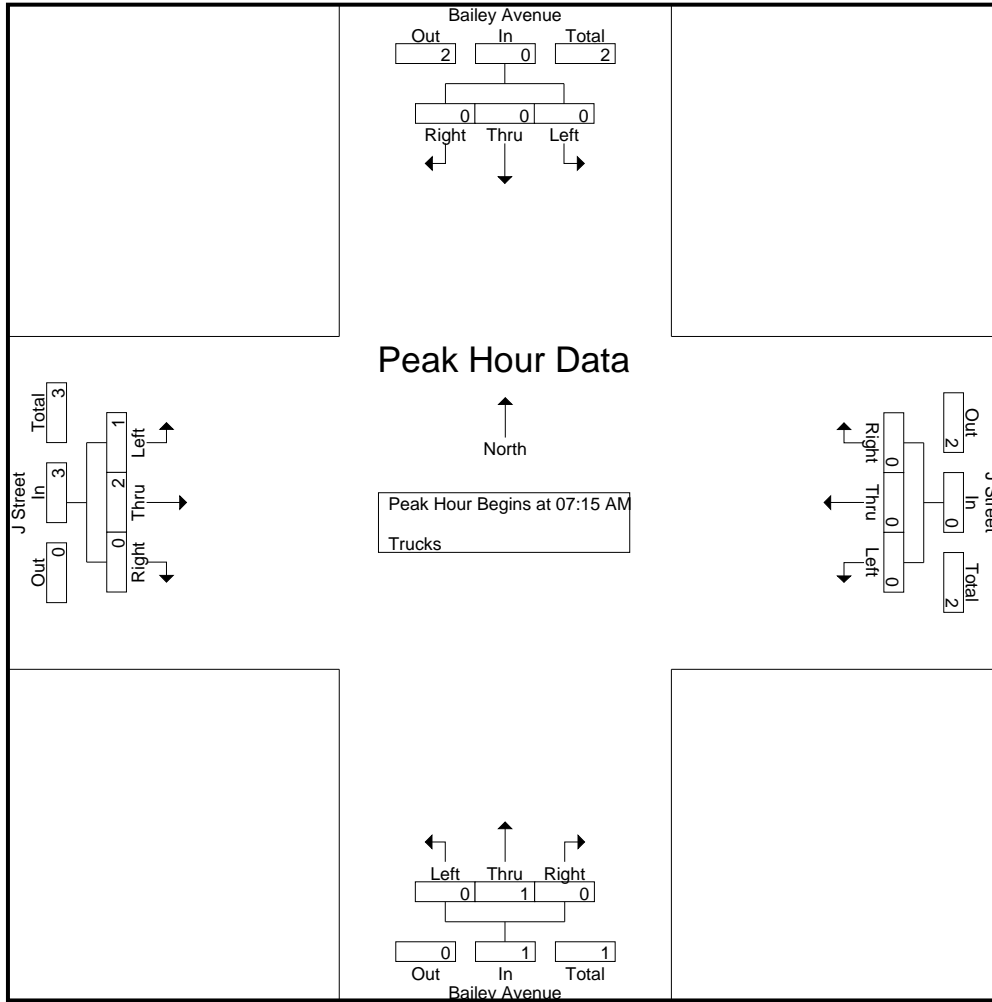 Bailey Avenue
Out In Total
2 0 2
0 0 0
Right Thru Left
Peak Hour Data
North
Peak Hour Begins at 07:15 AM
Trucks
J Street
Total In Out
3 3 0
1 2 0
Left Thru Right
Right Thru Left
0 0 0
2 0 2
Out In Total
J Street
Left Thru Right
0 1 0
0 1 1
Out In Total
Bailey Avenue